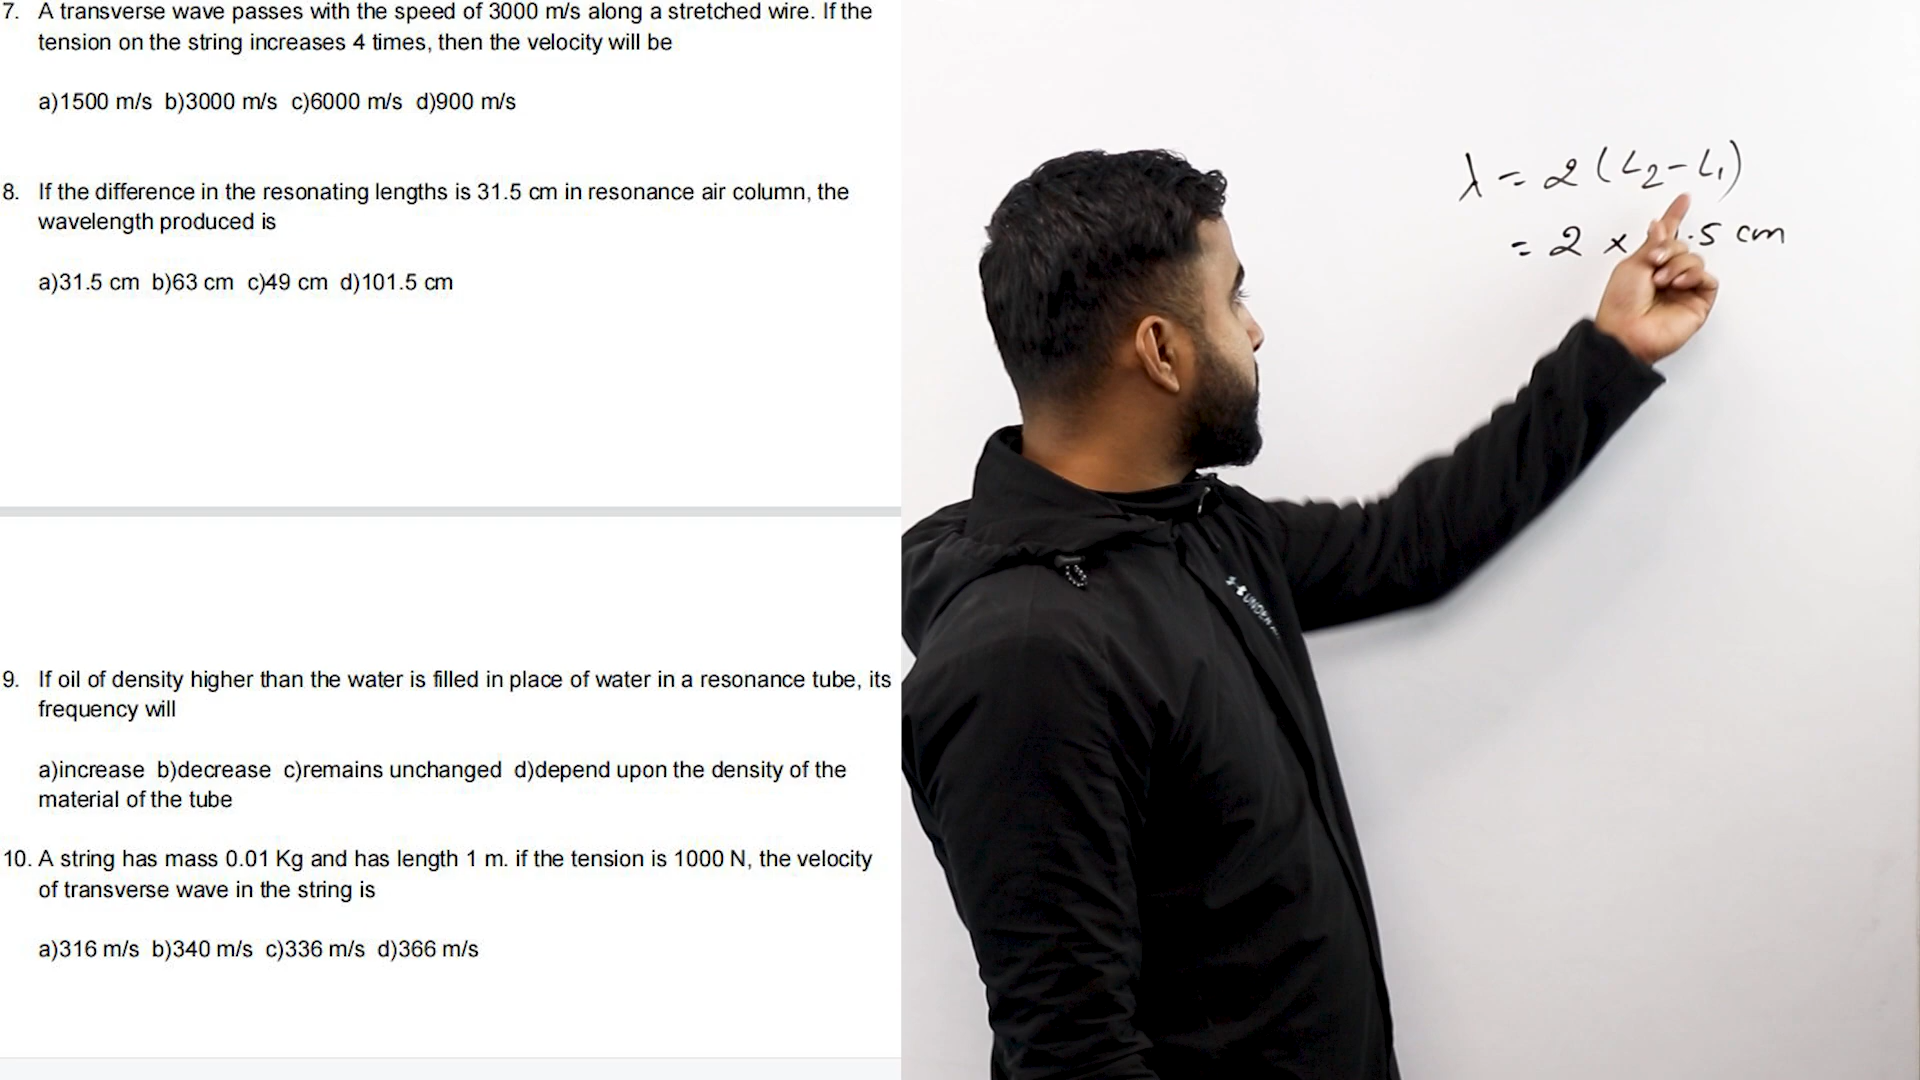 7. A transverse wave passes with the speed of 3000 m/s along a stretched wire. If the
tension on the string increases 4 times, then the velocity will be
a)1500 m/s b)3000 m/s c)6000 m/s d)900 m/s
8. If the difference in the resonating lengths is 31.5 cm in resonance air column, the
wavelength produced is
a)31.5 cm b)63 cm c)49 cm d)101.5 cm
9. If oil of density higher than the water is filled in place of water in a resonance tube, its
frequency will
a)increase b)decrease c)remains unchanged d)depend upon the density of the
material of the tube
10. A string has mass 0.01 Kg and has length 1 m. if the tension is 1000 N, the velocity
of transverse wave in the string is
a)316 m/s b)340 m/s c)336 m/s d)366 m/s
λ = 2 (L₂-L₁)
= 2 × .5 cm
UNDER